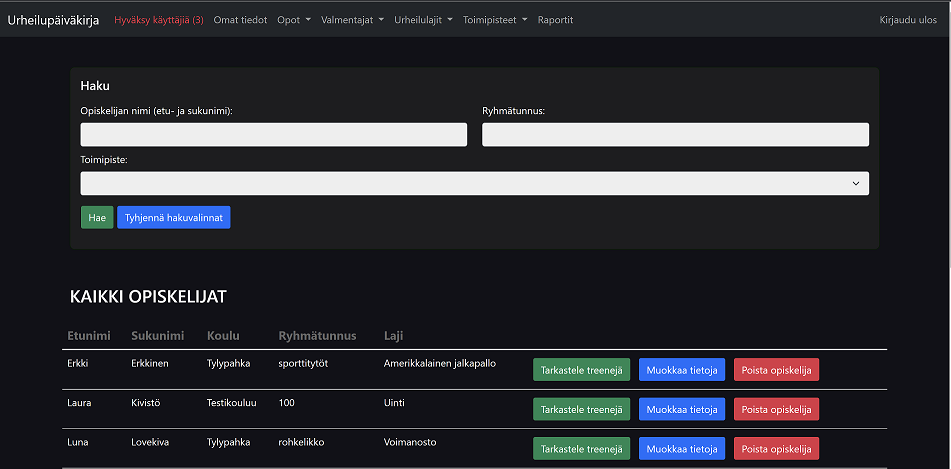 Urheilupäiväkirja Hyväksy käyttäjiä (3) Omat tiedot Opot Valmentajat Urheilulajit Toimipisteet Raportit Kirjaudu ulos
Haku
Opiskelijan nimi (etu- ja sukunimi): Ryhmätunnus:
Toimipiste:
Hae Tyhjennä hakuvalinnat
KAIKKI OPISKELIJAT
Etunimi Sukunimi Koulu Ryhmätunnus Laji
Erkki Erkkinen Tylypahka sporttitytöt Amerikkalainen jalkapallo Tarkastele treenejä Muokkaa tietoja Poista opiskelija
Laura Kivistö Testikouluu 100 Uinti Tarkastele treenejä Muokkaa tietoja Poista opiskelija
Luna Lovekiva Tylypahka rohkelikko Voimanosto Tarkastele treenejä Muokkaa tietoja Poista opiskelija